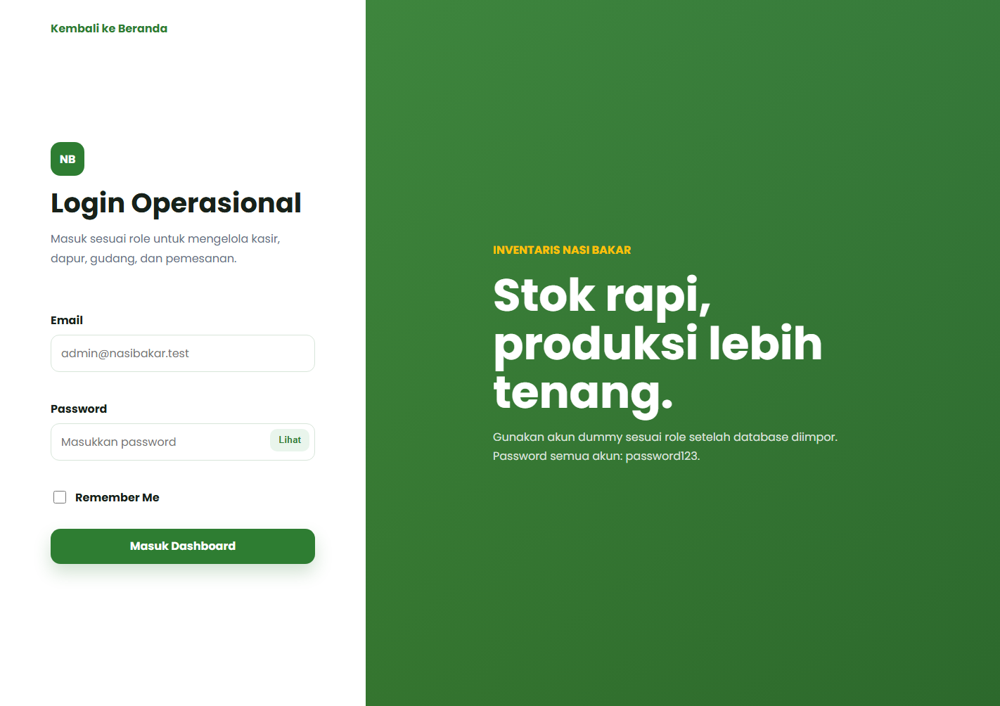 Kembali ke Beranda
NB
Login Operasional
Masuk sesuai role untuk mengelola kasir,
dapur, gudang, dan pemesanan.
Email
admin@nasibakar.test
Password
Masukkan password
Lihat
Remember Me
Masuk Dashboard
INVENTARIS NASI BAKAR
Stok rapi,
produksi lebih
tenang.
Gunakan akun dummy sesuai role setelah database diimpor.
Password semua akun: password123.